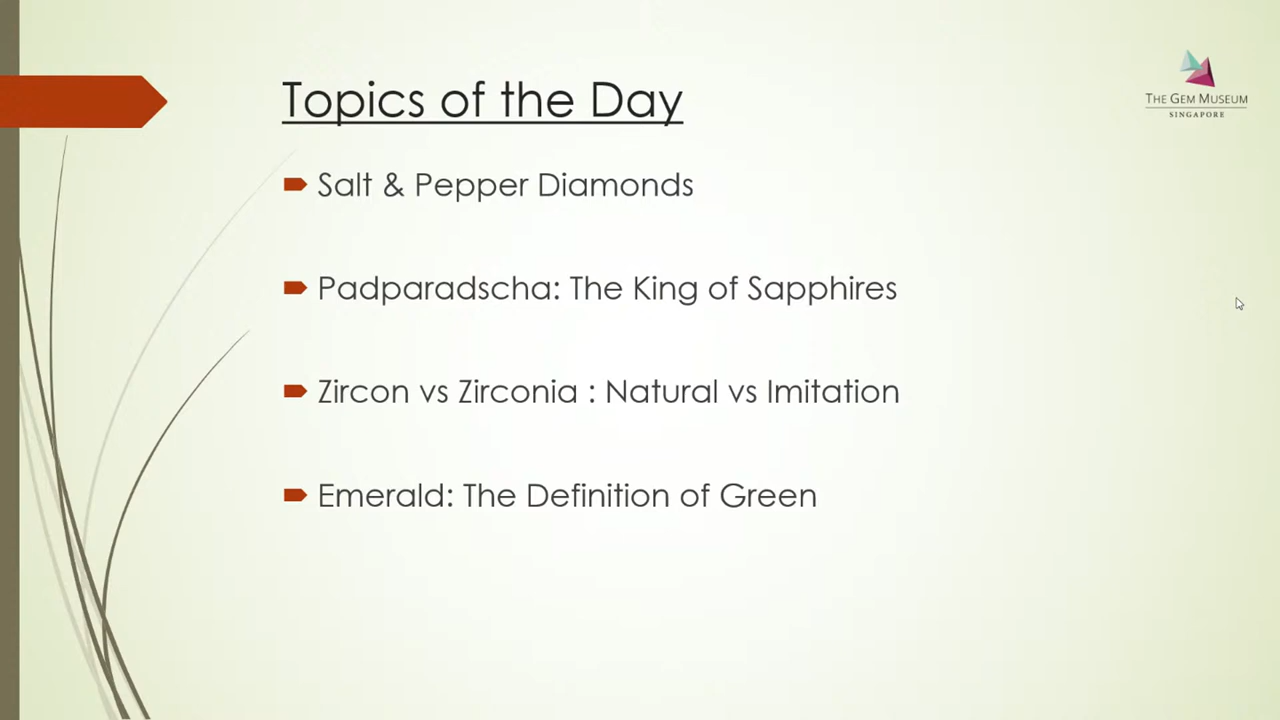 Topics of the Day
THE GEM MUSEUM
SINGAPORE
Salt & Pepper Diamonds
Padparadscha: The King of Sapphires
Zircon vs Zirconia : Natural vs Imitation
Emerald: The Definition of Green